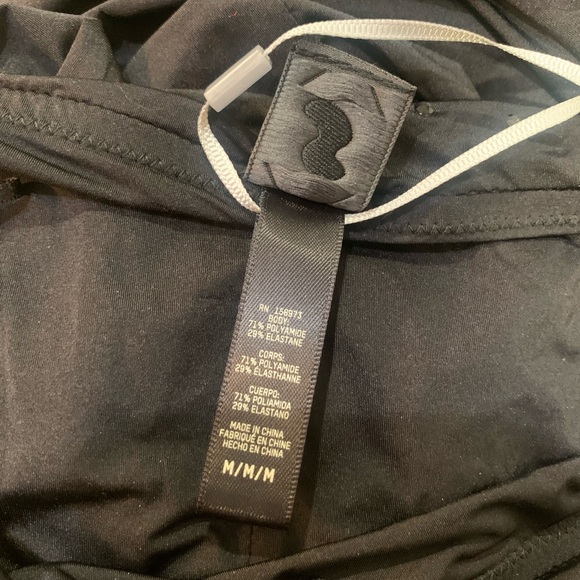 RN 158973
BODY:
71% POLYAMIDE
29% ELASTANE
CORPS:
71% POLYAMIDE
29% ELASTHANNE
CUERPO:
71% POLIAMIDA
29% ELASTANO
MADE IN CHINA
FABRIQUÉ EN CHINE
HECHO EN CHINA
M/M/M